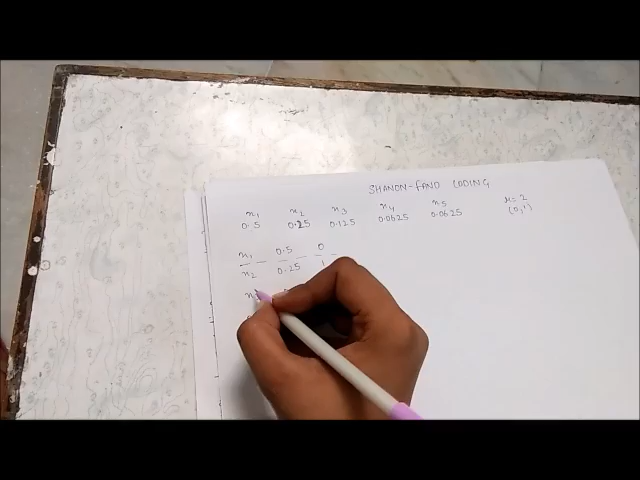 SHANON-FANO CODING
x1 x2 x3 x4 x5 r=2
0.5 0.25 0.125 0.0625 0.0625 (0,1)
x1 — 0.5 — 0 —
x2 0.25 1